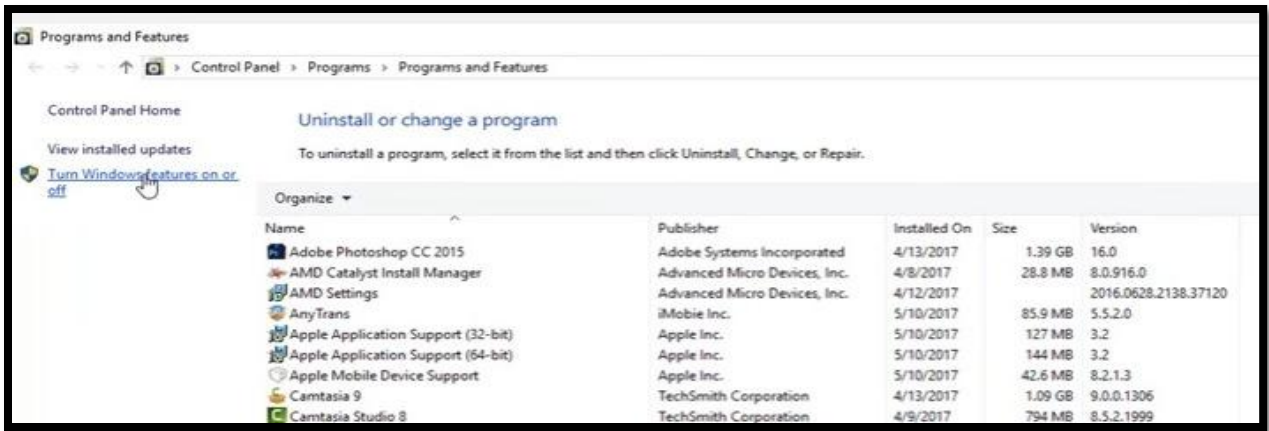 Programs and Features
Control Panel > Programs > Programs and Features
Control Panel Home
Uninstall or change a program
View installed updates
To uninstall a program, select it from the list and then click Uninstall, Change, or Repair.
Turn Windows features on or
off
Organize
Name Publisher Installed On Size Version
Adobe Photoshop CC 2015 Adobe Systems Incorporated 4/13/2017 1.39 GB 16.0
AMD Catalyst Install Manager Advanced Micro Devices, Inc. 4/8/2017 28.8 MB 8.0.916.0
AMD Settings Advanced Micro Devices, Inc. 4/12/2017 2016.0628.2138.37120
AnyTrans iMobie Inc. 5/10/2017 85.9 MB 5.5.2.0
Apple Application Support (32-bit) Apple Inc. 5/10/2017 127 MB 3.2
Apple Application Support (64-bit) Apple Inc. 5/10/2017 144 MB 3.2
Apple Mobile Device Support Apple Inc. 5/10/2017 42.6 MB 8.2.1.3
Camtasia 9 TechSmith Corporation 4/13/2017 1.09 GB 9.0.0.1306
Camtasia Studio 8 TechSmith Corporation 4/9/2017 794 MB 8.5.2.1999